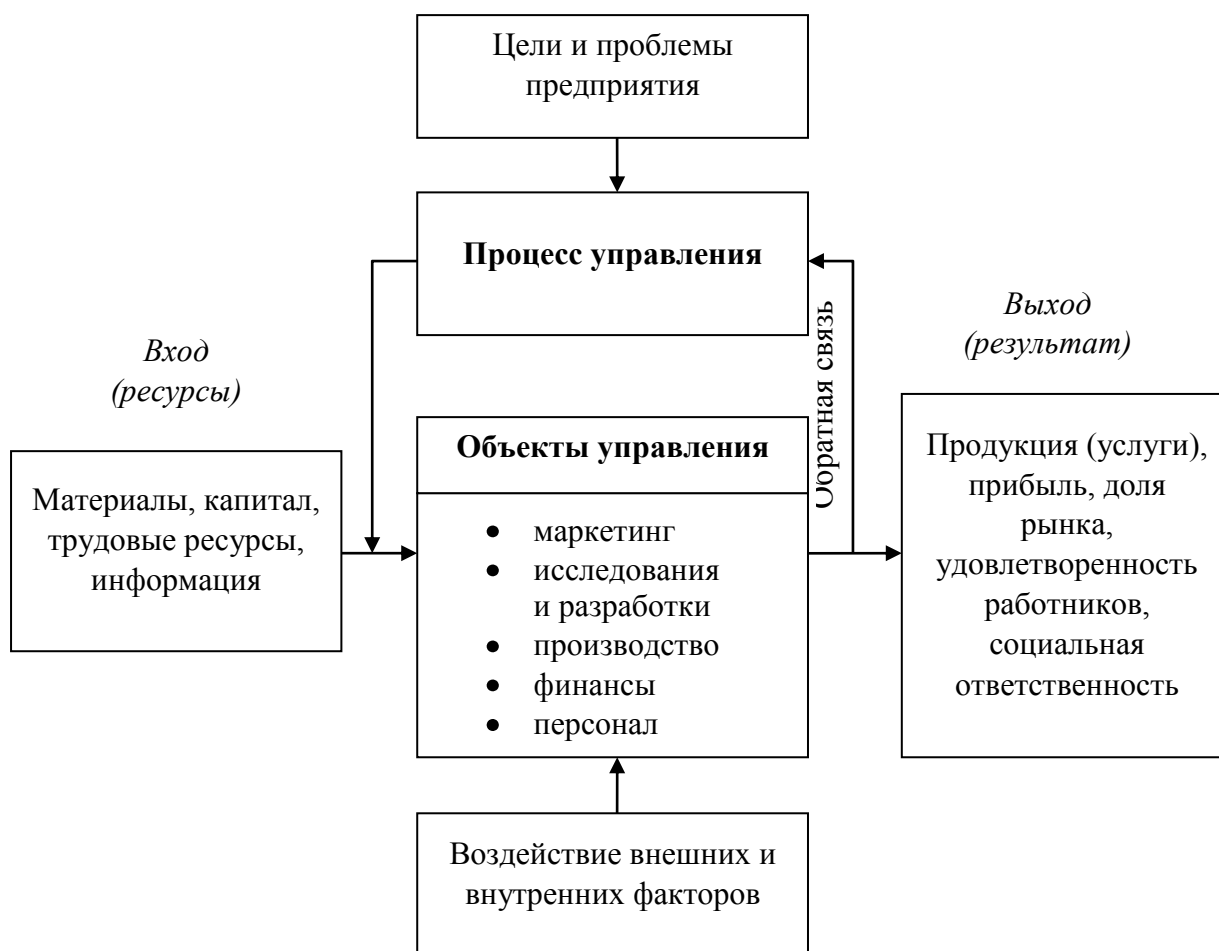 Цели и проблемы
предприятия
Процесс управления
Вход
(ресурсы)
Материалы, капитал,
трудовые ресурсы,
информация
Объекты управления
• маркетинг
• исследования
и разработки
• производство
• финансы
• персонал
Обратная связь
Выход
(результат)
Продукция (услуги),
прибыль, доля
рынка,
удовлетворенность
работников,
социальная
ответственность
Воздействие внешних и
внутренних факторов